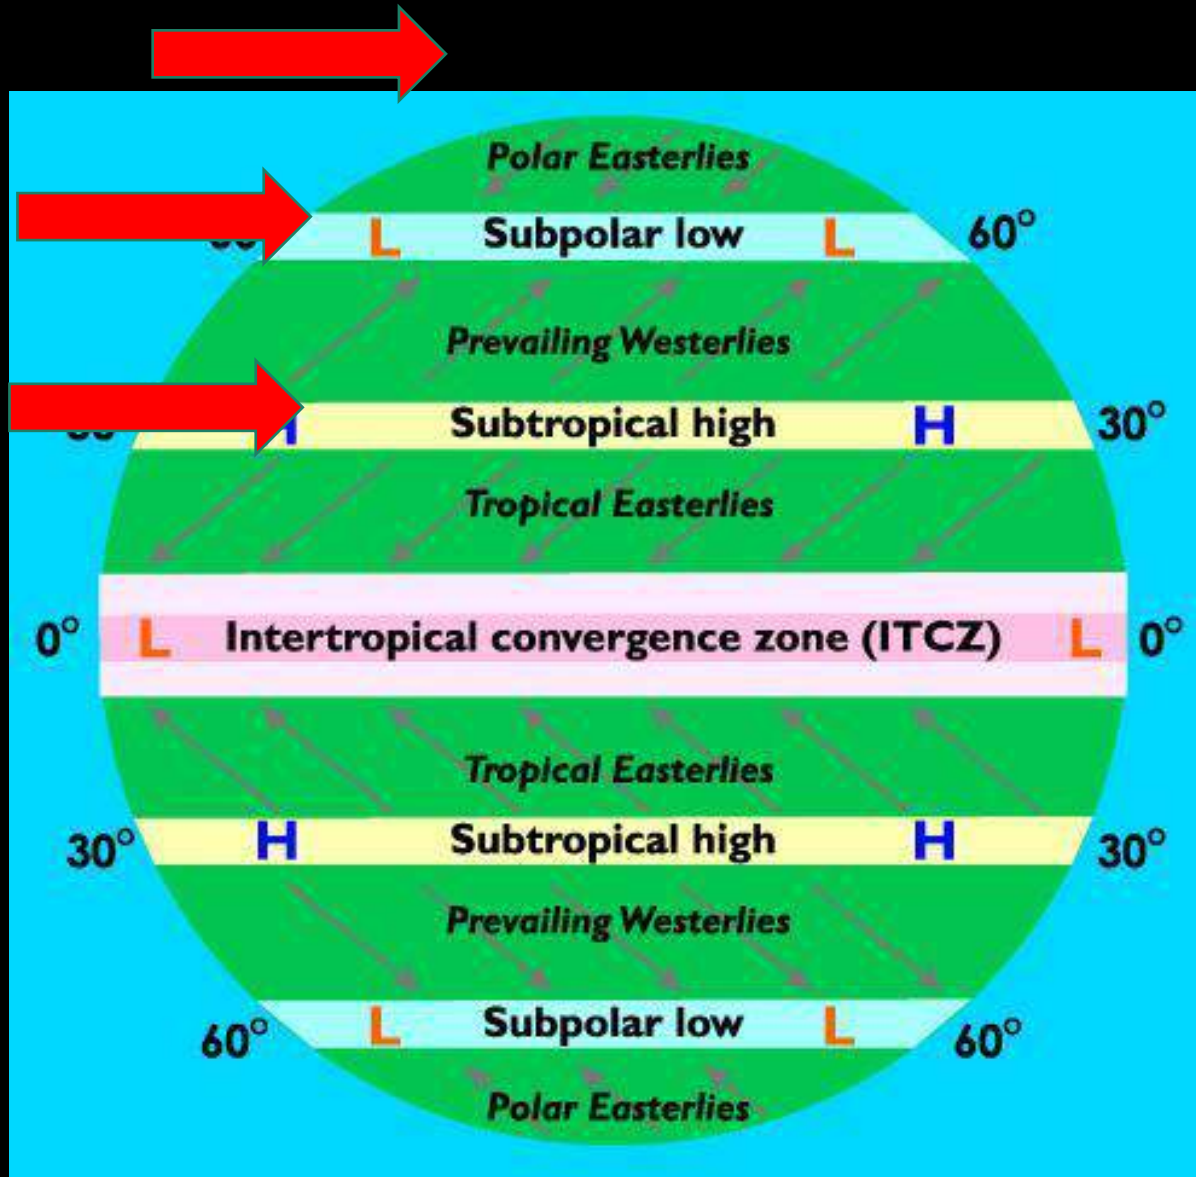 Polar Easterlies
L Subpolar low L 60°
Prevailing Westerlies
H Subtropical high H 30°
Tropical Easterlies
0° L Intertropical convergence zone (ITCZ) L 0°
Tropical Easterlies
30° H Subtropical high H 30°
Prevailing Westerlies
60° L Subpolar low L 60°
Polar Easterlies